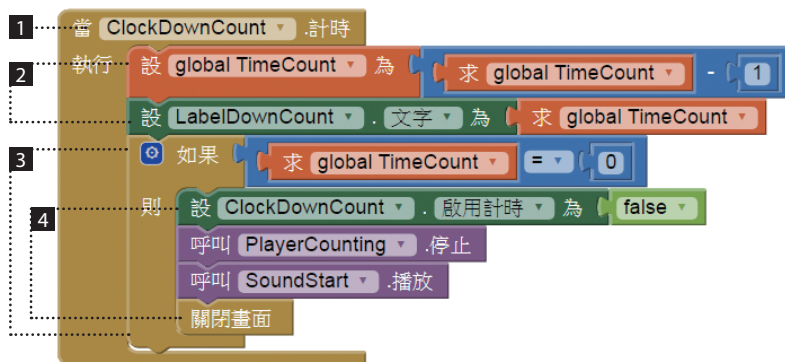 1 當 ClockDownCount .計時
2 執行 設 global TimeCount 為 求 global TimeCount - 1
設 LabelDownCount . 文字 為 求 global TimeCount
3 如果 求 global TimeCount = 0
4 則 設 ClockDownCount . 啟用計時 為 false
呼叫 PlayerCounting .停止
呼叫 SoundStart .播放
關閉畫面